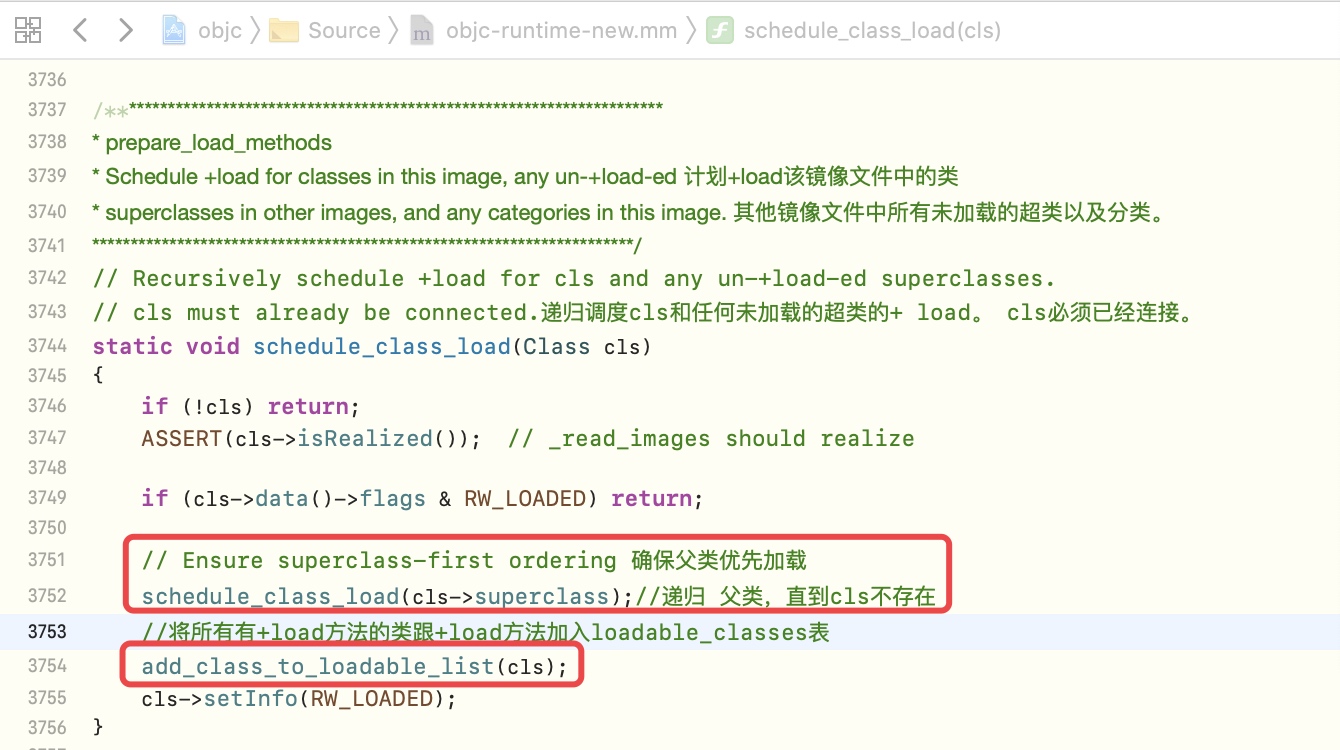 objc Source m objc-runtime-new.mm f schedule_class_load(cls)
3736
3737 /**********************************************************************
3738 * prepare_load_methods
3739 * Schedule +load for classes in this image, any un-+load-ed 计划+load该镜像文件中的类
3740 * superclasses in other images, and any categories in this image. 其他镜像文件中所有未加载的超类以及分类。
3741 **********************************************************************/
3742 // Recursively schedule +load for cls and any un-+load-ed superclasses.
3743 // cls must already be connected.递归调度cls和任何未加载的超类的+ load。 cls必须已经连接。
3744 static void schedule_class_load(Class cls)
3745 {
3746 if (!cls) return;
3747 ASSERT(cls->isRealized()); // _read_images should realize
3748
3749 if (cls->data()->flags & RW_LOADED) return;
3750
3751 // Ensure superclass-first ordering 确保父类优先加载
3752 schedule_class_load(cls->superclass);//递归 父类，直到cls不存在
3753 //将所有有+load方法的类跟+load方法加入loadable_classes表
3754 add_class_to_loadable_list(cls);
3755 cls->setInfo(RW_LOADED);
3756 }